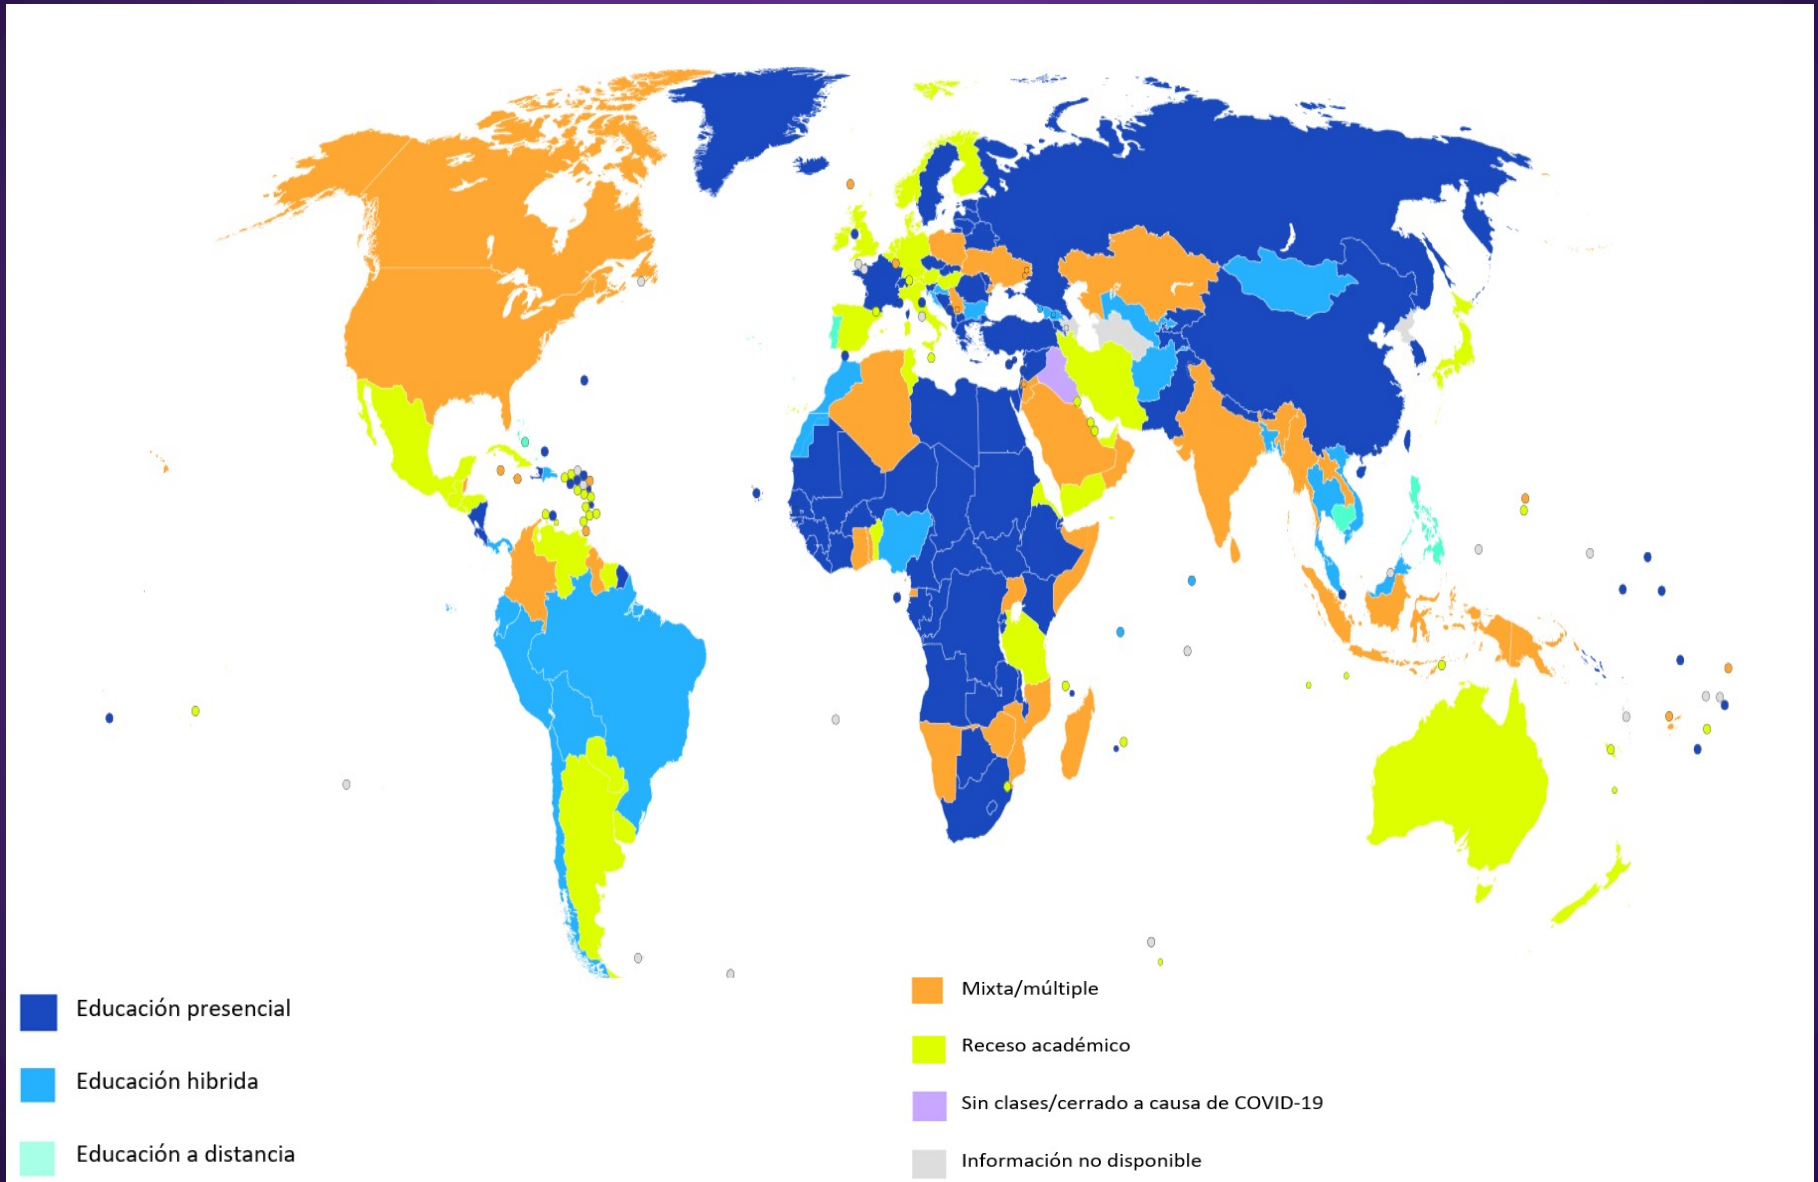 Educación presencial
Educación hibrida
Educación a distancia
Mixta/múltiple
Receso académico
Sin clases/cerrado a causa de COVID-19
Información no disponible